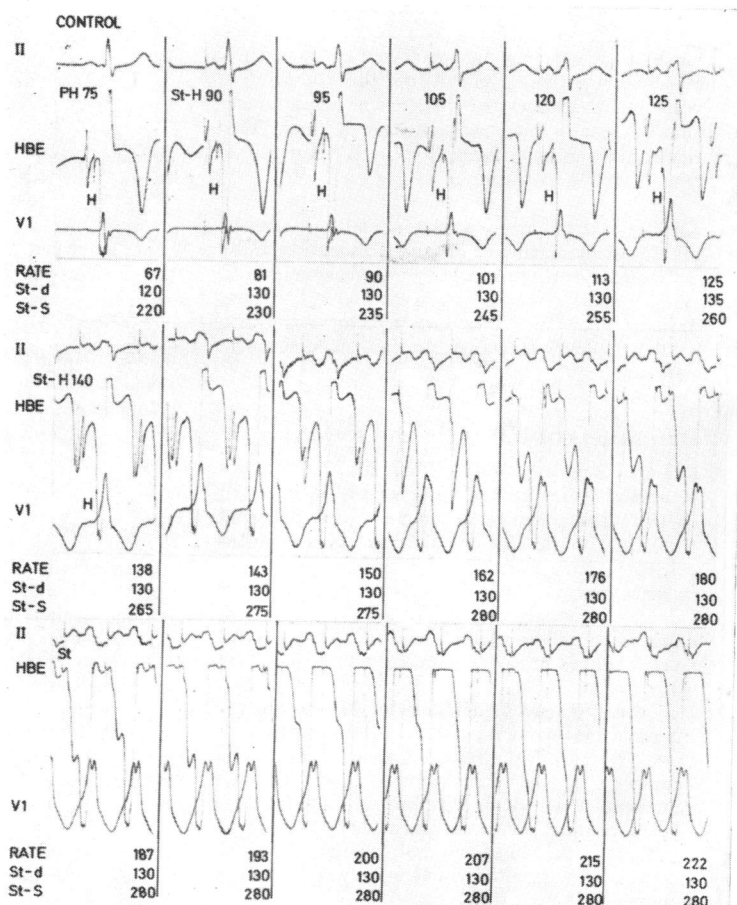 CONTROL
II
PH 75 St-H 90 95 105 120 125
HBE
H H H H H H
V1
RATE 67 81 90 101 113 125
St-d 120 130 130 130 130 135
St-S 220 230 235 245 255 260
II
St-H 140
HBE
H
V1
RATE 138 143 150 162 176 180
St-d 130 130 130 130 130 130
St-S 265 275 275 280 280 280
II
St
HBE
V1
RATE 187 193 200 207 215 222
St-d 130 130 130 130 130 130
St-S 280 280 280 280 280 280